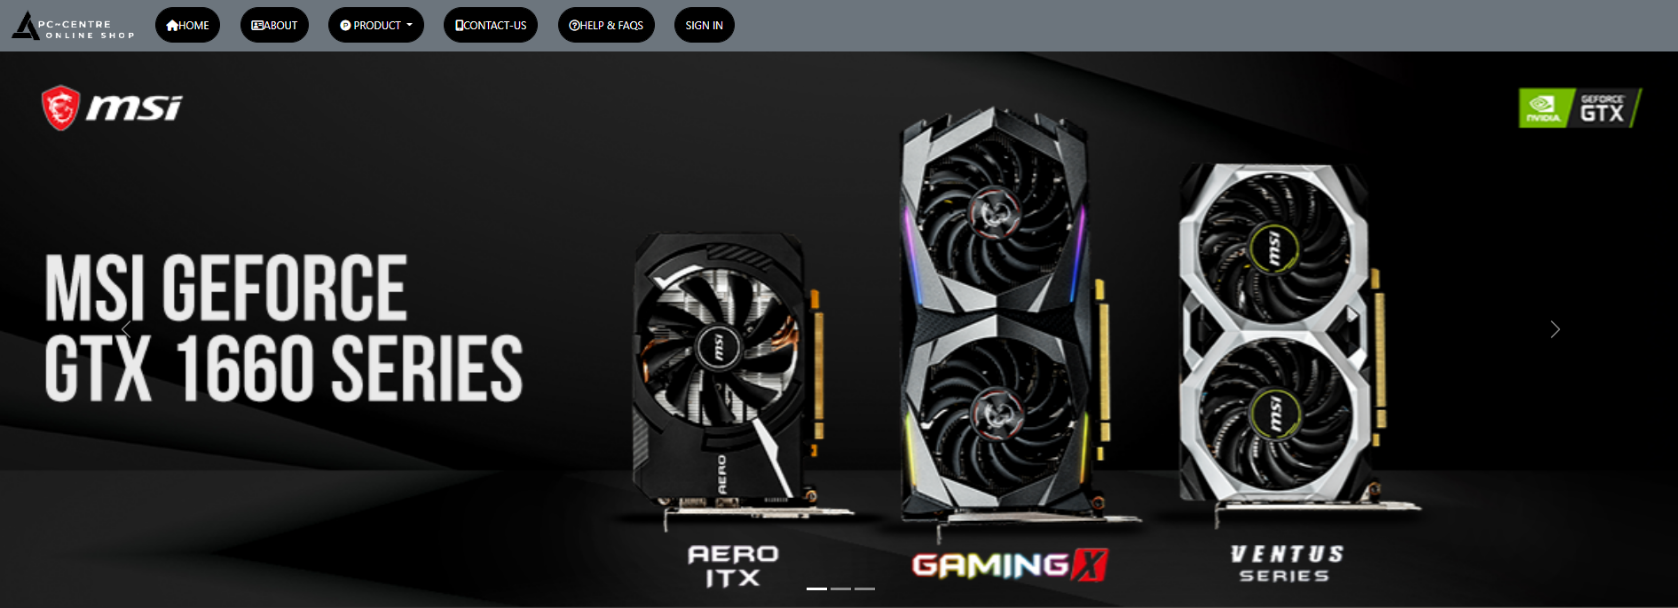 PC~CENTRE
ONLINE SHOP
HOME
ABOUT
PRODUCT
CONTACT-US
HELP & FAQS
SIGN IN
msi
NVIDIA
GEFORCE
GTX
MSI GEFORCE
GTX 1660 SERIES
msi
AERO
msi
msi
AERO
ITX
GAMING X
VENTUS
SERIES